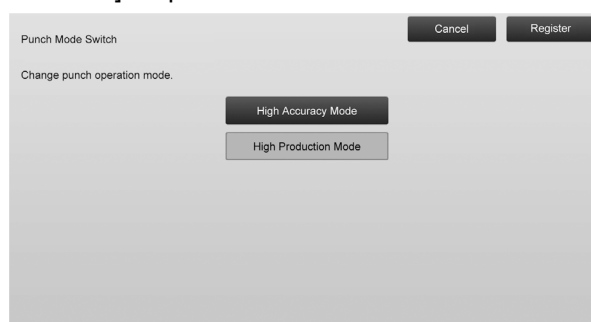 Punch Mode Switch
Cancel
Register
Change punch operation mode.
High Accuracy Mode
High Production Mode